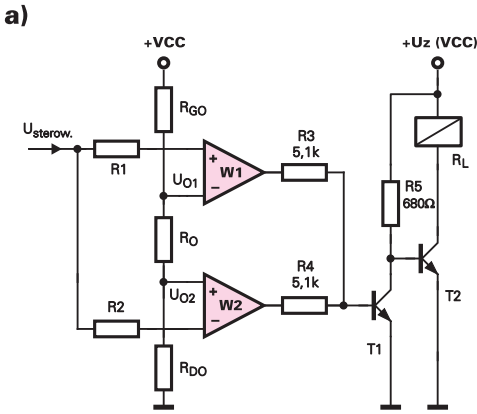 a)
+VCC
+Uz (VCC)
RGO
Usterow.
R1
+
W1
−
UO1
R3
5,1k
RL
R5
680Ω
RO
R4
5,1k
UO2
+
W2
−
R2
T2
T1
RDO